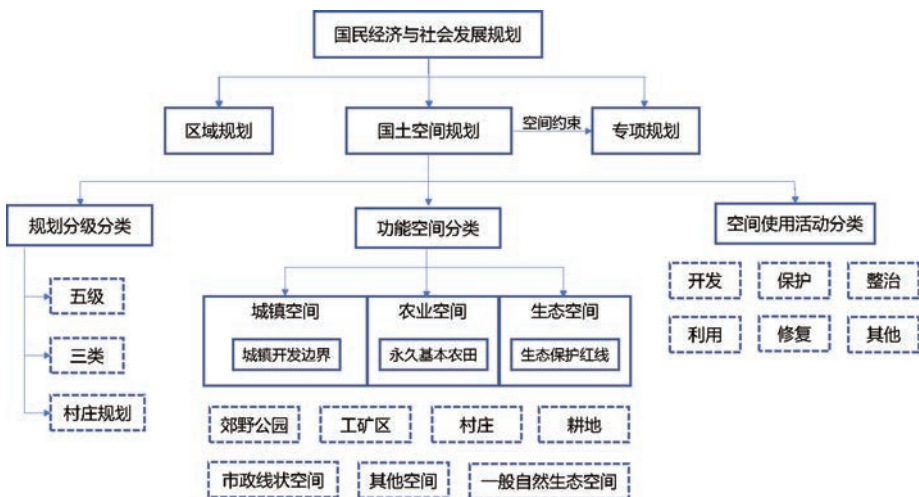 国民经济与社会发展规划
区域规划
国土空间规划
空间约束
专项规划
规划分级分类
功能空间分类
空间使用活动分类
五级
三类
村庄规划
城镇空间
农业空间
生态空间
城镇开发边界
永久基本农田
生态保护红线
郊野公园
工矿区
村庄
耕地
市政线状空间
其他空间
一般自然生态空间
开发
保护
整治
利用
修复
其他